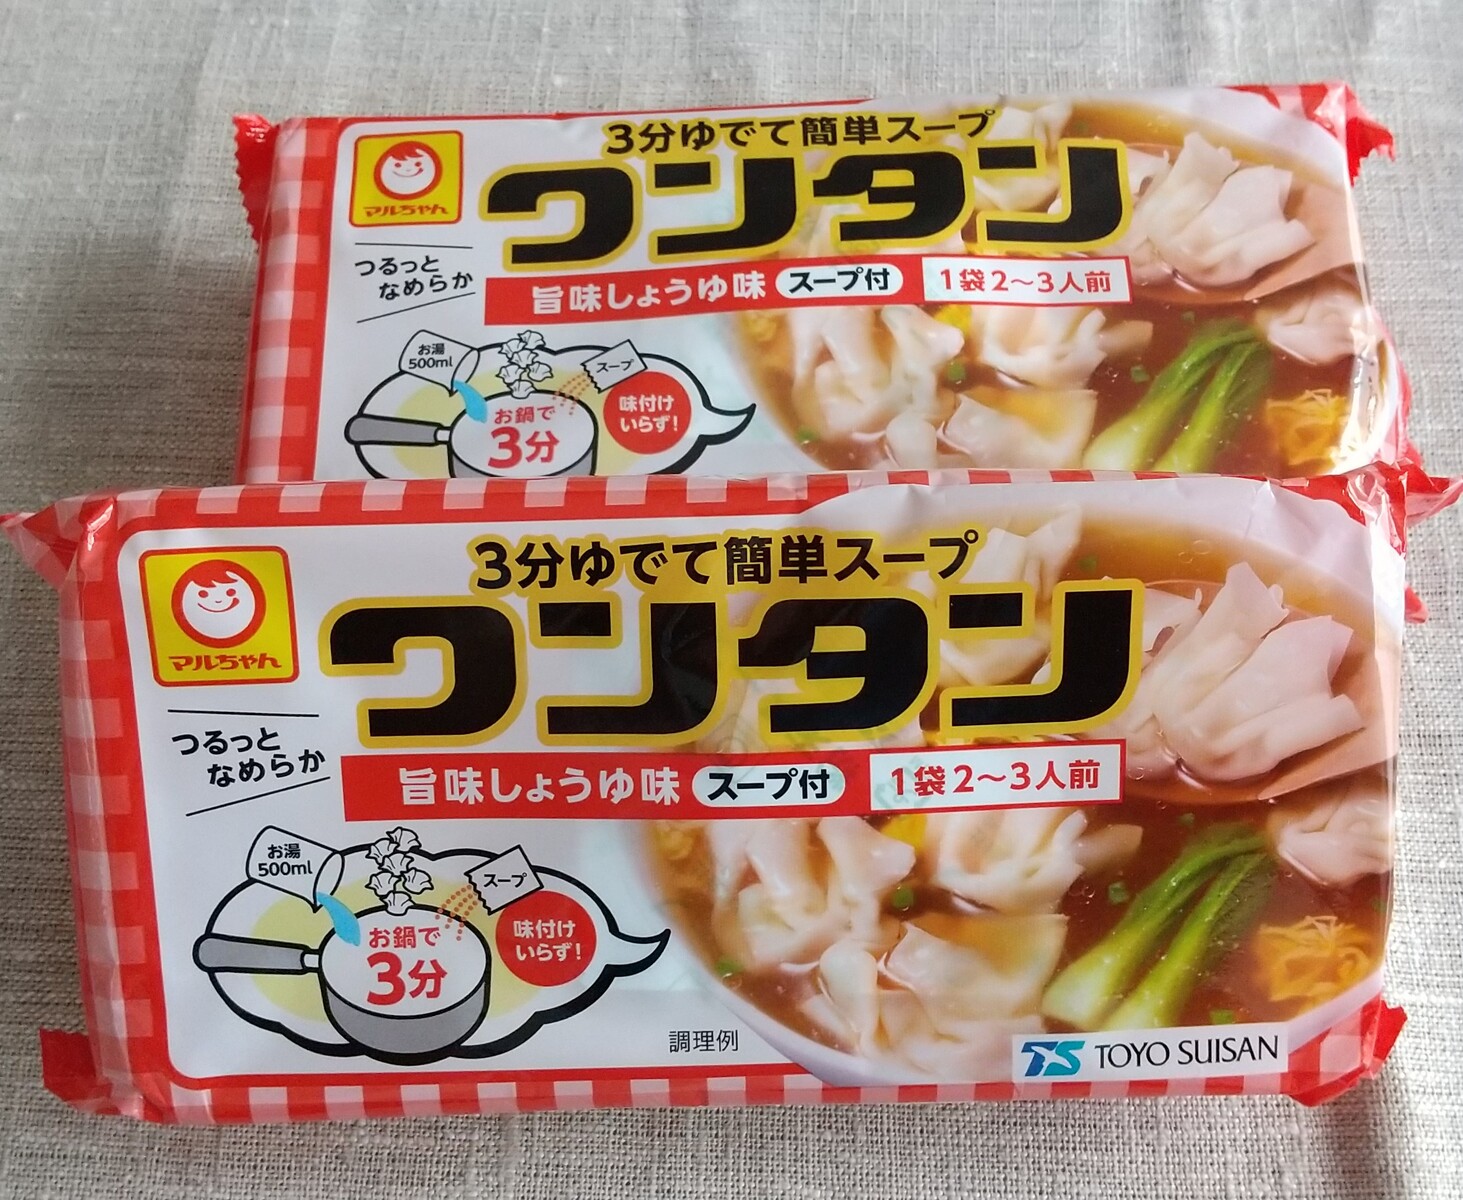 3分ゆでて簡単スープ
マルちゃん
ワンタン
つるっと
なめらか
旨味しょうゆ味 スープ付 1袋2～3人前
お湯
500ml
スープ
味付け
いらず!
お鍋で
3分
3分ゆでて簡単スープ
マルちゃん
ワンタン
つるっと
なめらか
旨味しょうゆ味 スープ付 1袋2～3人前
お湯
500ml
スープ
味付け
いらず!
お鍋で
3分
調理例
TS TOYO SUISAN